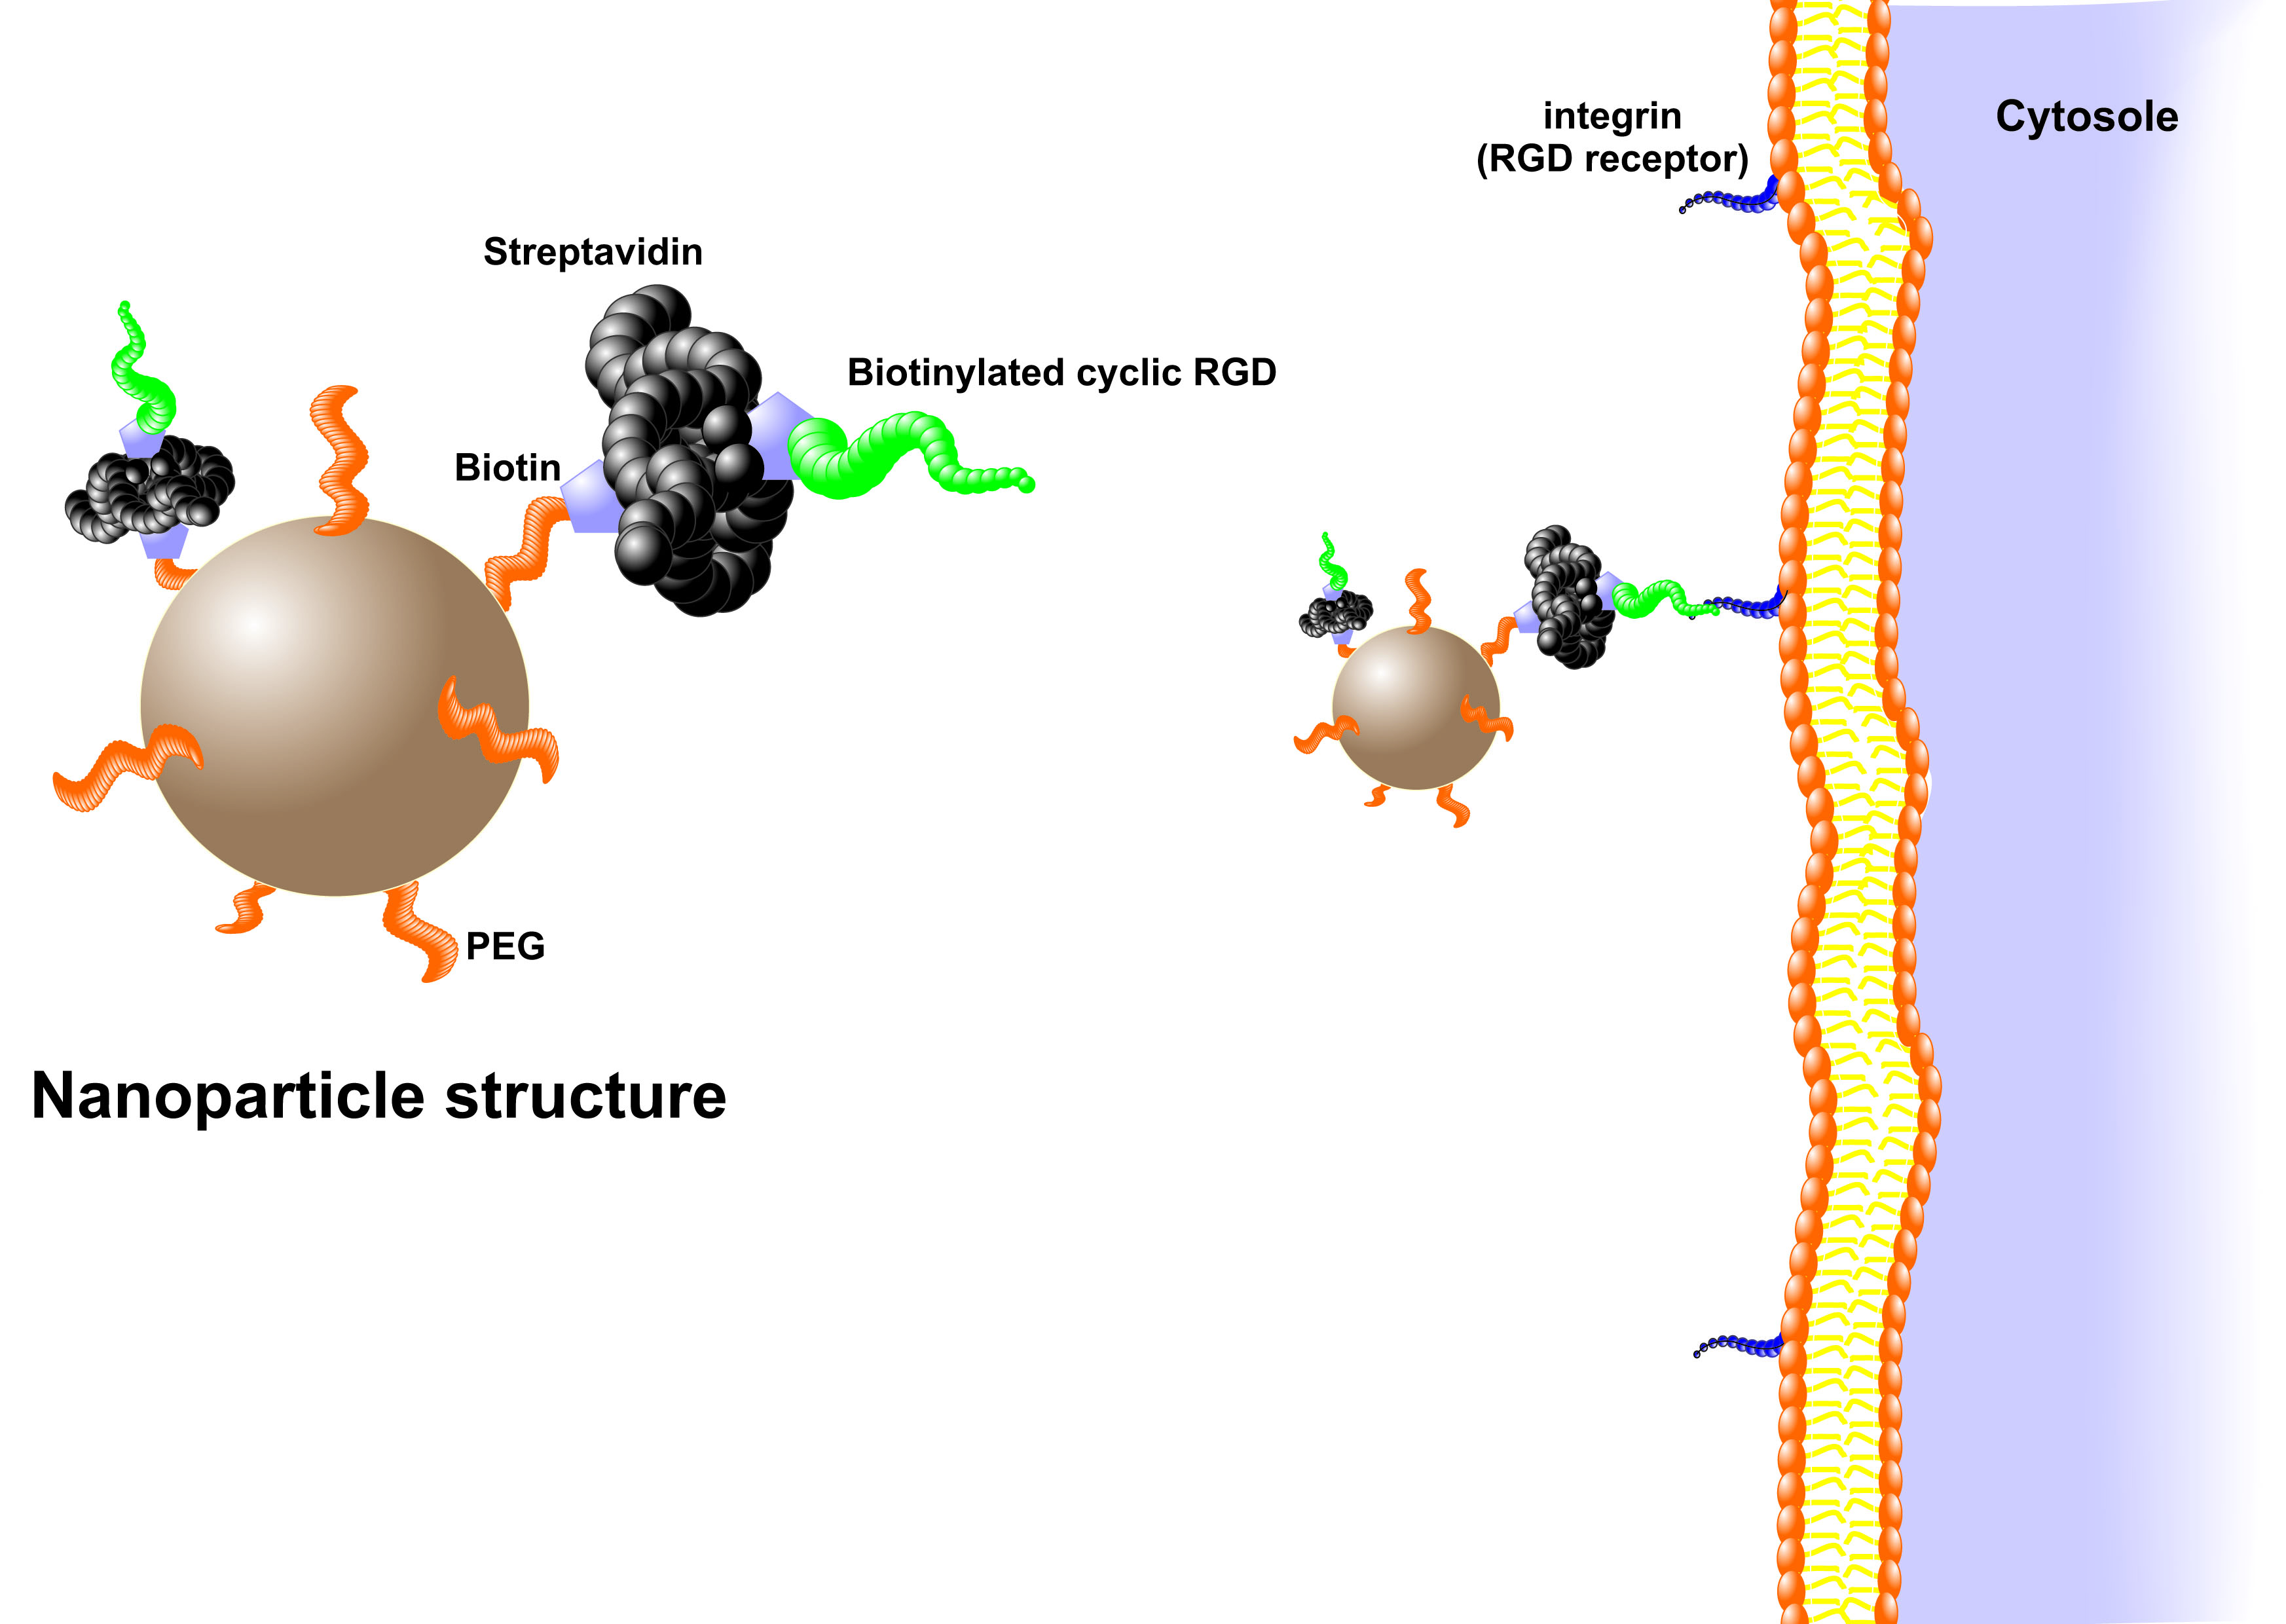 integrin
(RGD receptor)
Cytosole
Streptavidin
Biotinylated cyclic RGD
Biotin
PEG
Nanoparticle structure